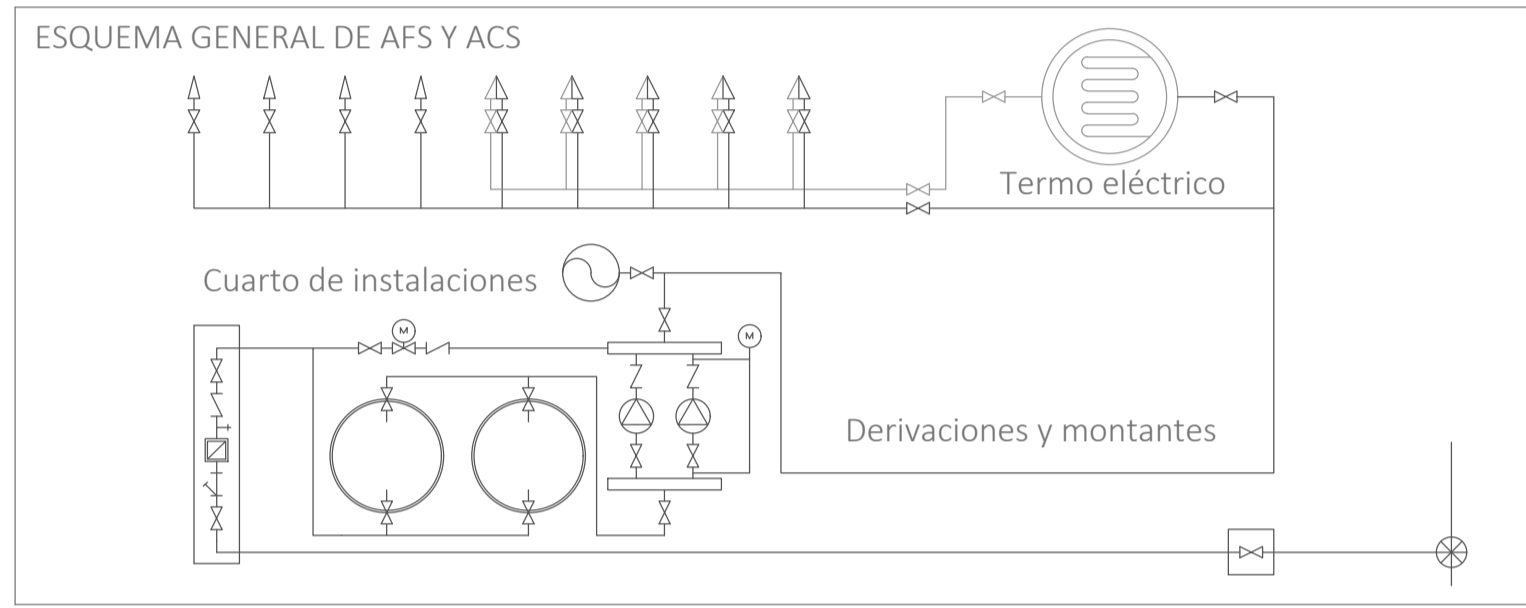 ESQUEMA GENERAL DE AFS Y ACS
Termo eléctrico
Cuarto de instalaciones
M
M
Derivaciones y montantes